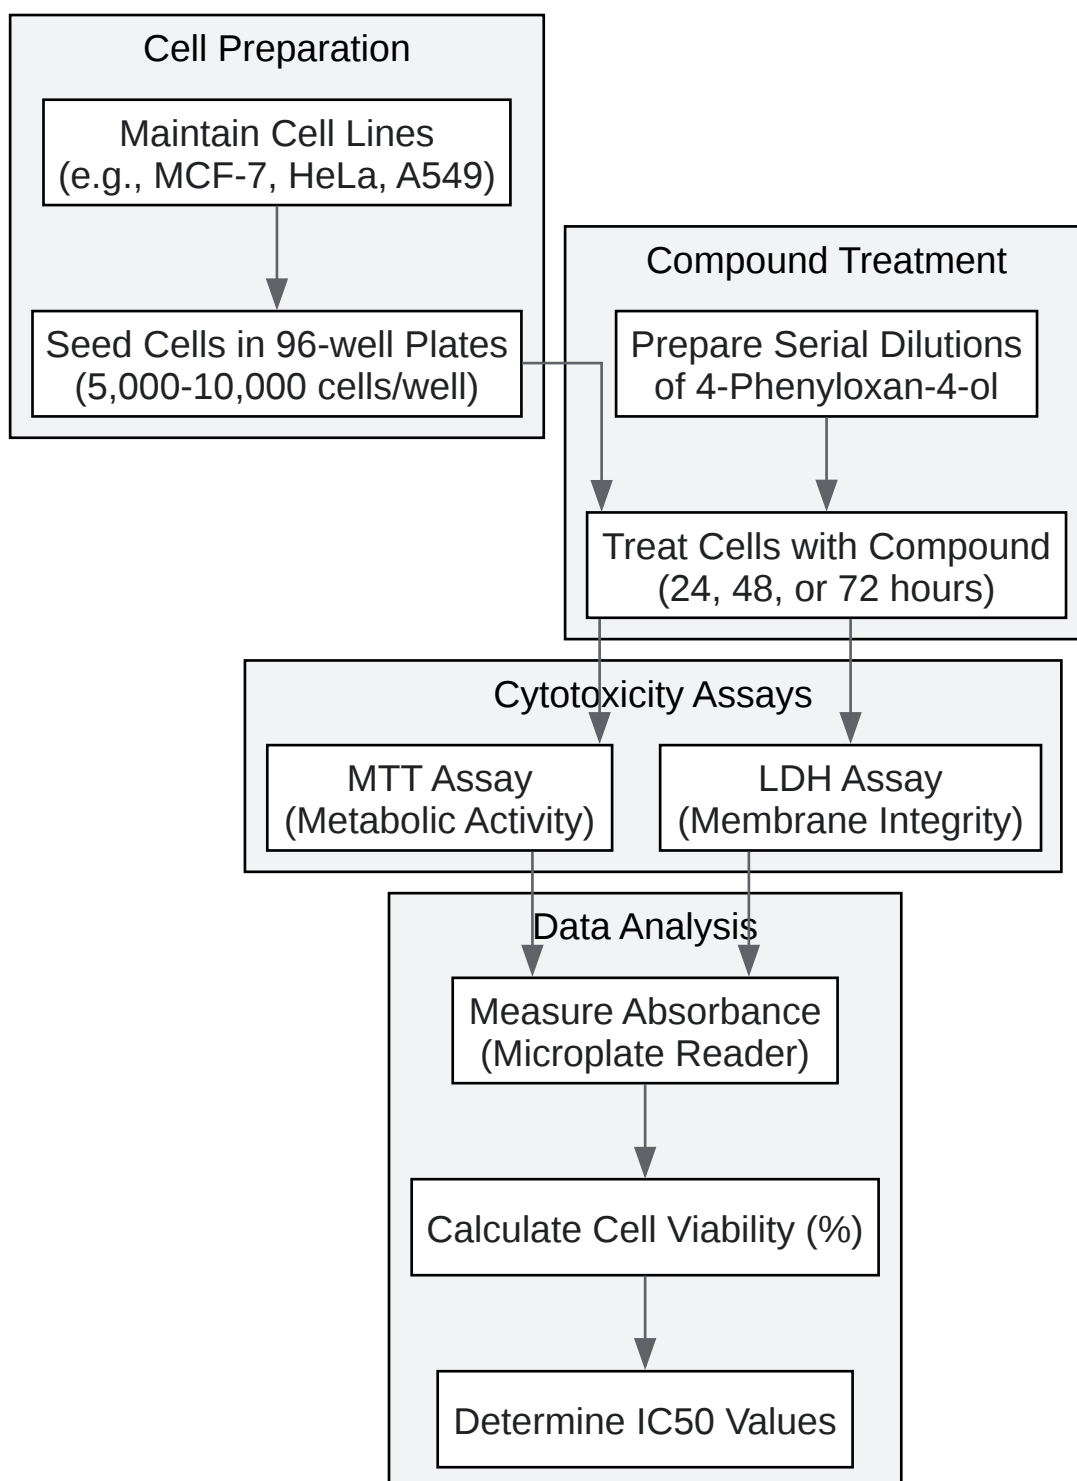 Cell Preparation
Maintain Cell Lines
(e.g., MCF-7, HeLa, A549)
Seed Cells in 96-well Plates
(5,000-10,000 cells/well)
Compound Treatment
Prepare Serial Dilutions
of 4-Phenyloxan-4-ol
Treat Cells with Compound
(24, 48, or 72 hours)
Cytotoxicity Assays
MTT Assay
(Metabolic Activity)
LDH Assay
(Membrane Integrity)
Data Analysis
Measure Absorbance
(Microplate Reader)
Calculate Cell Viability (%)
Determine IC50 Values